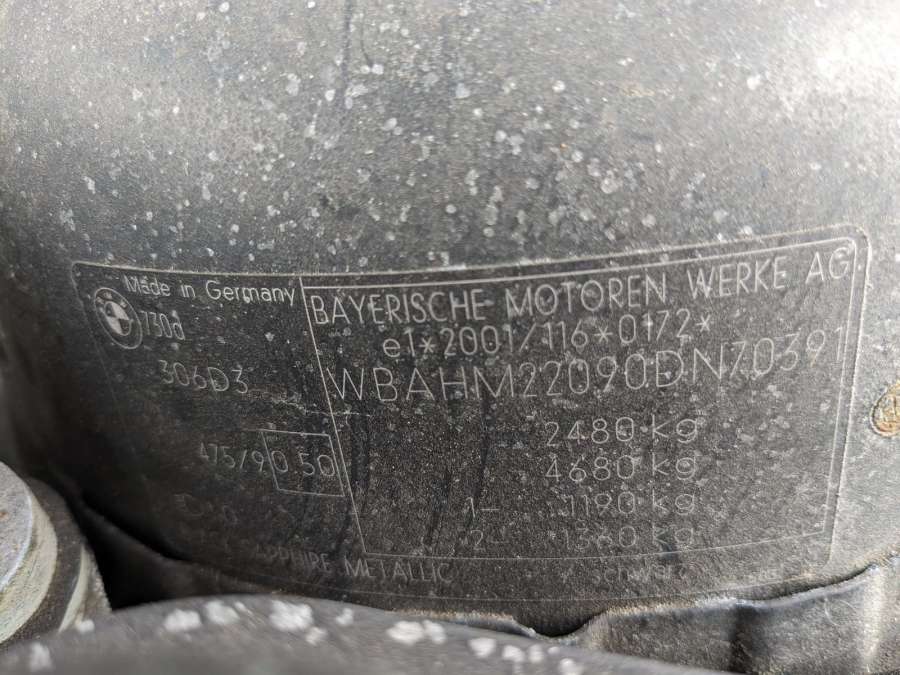 Made in Germany
730d
306D3
475/9 0.50
BAYERISCHE MOTOREN WERKE AG
e1*2001/116*0172*
WBAHM22090DN70391
2480 kg
4680 kg
1- 1190 kg
2- 1360 kg
METALLIC